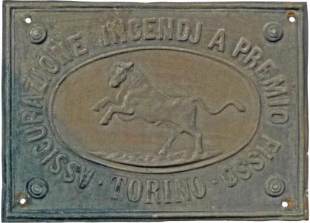 ASSICURAZIONE INCENDJ A PREMIO FISSO
· TORINO ·